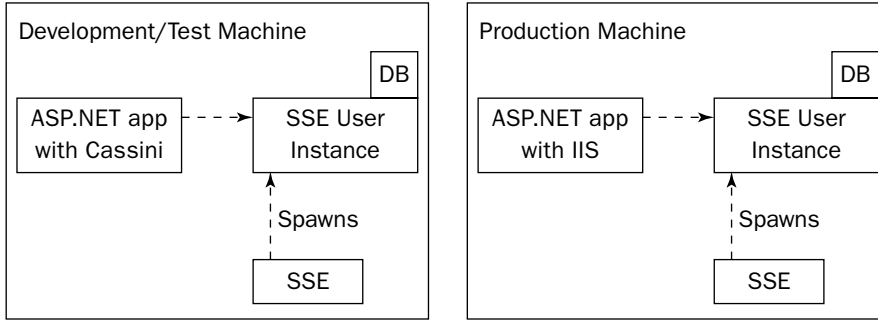 Development/Test Machine
DB
ASP.NET app
with Cassini
SSE User
Instance
Spawns
SSE
Production Machine
DB
ASP.NET app
with IIS
SSE User
Instance
Spawns
SSE